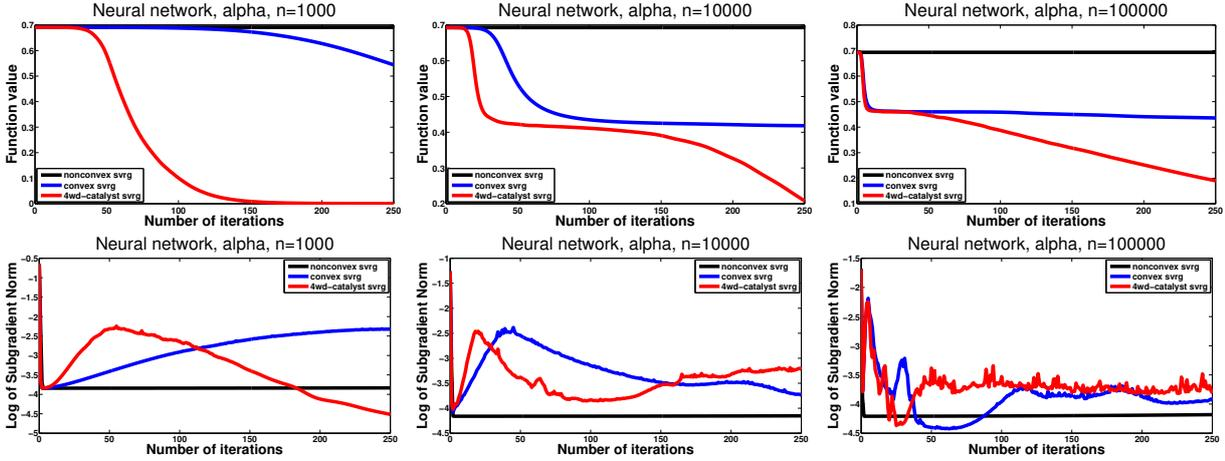 Neural network, alpha, n=1000
Function value
0.7
0.6
0.5
0.4
0.3
0.2
0.1
0
nonconvex svrg
convex svrg
4wd-catalyst svrg
0 50 100 150 200 250
Number of iterations
Neural network, alpha, n=10000
Function value
0.7
0.6
0.5
0.4
0.3
0.2
nonconvex svrg
convex svrg
4wd-catalyst svrg
0 50 100 150 200 250
Number of iterations
Neural network, alpha, n=100000
Function value
0.8
0.7
0.6
0.5
0.4
0.3
0.2
0.1
nonconvex svrg
convex svrg
4wd-catalyst svrg
0 50 100 150 200 250
Number of iterations
Neural network, alpha, n=1000
Log of Subgradient Norm
−0.5
−1
−1.5
−2
−2.5
−3
−3.5
−4
−4.5
−5
nonconvex svrg
convex svrg
4wd-catalyst svrg
0 50 100 150 200 250
Number of iterations
Neural network, alpha, n=10000
Log of Subgradient Norm
−1
−1.5
−2
−2.5
−3
−3.5
−4
−4.5
nonconvex svrg
convex svrg
4wd-catalyst svrg
0 50 100 150 200 250
Number of iterations
Neural network, alpha, n=100000
Log of Subgradient Norm
−1.5
−2
−2.5
−3
−3.5
−4
−4.5
nonconvex svrg
convex svrg
4wd-catalyst svrg
0 50 100 150 200 250
Number of iterations